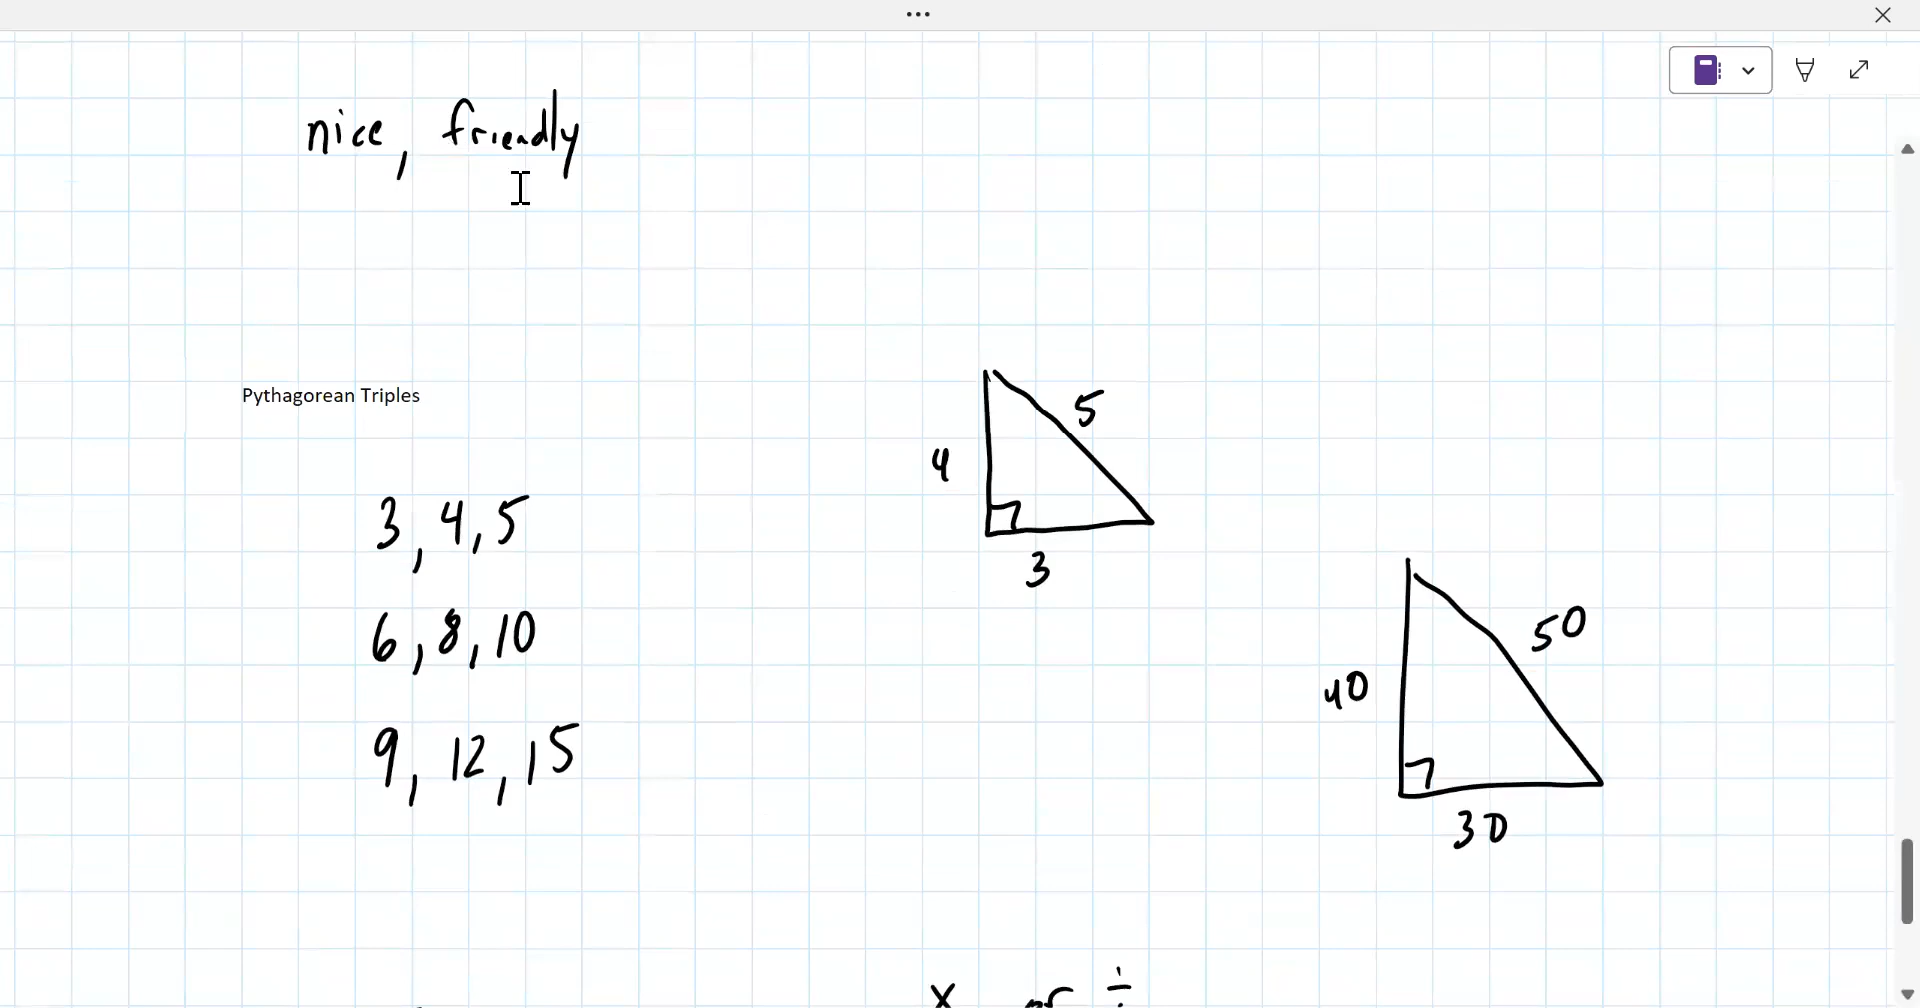 nice, friendly
Pythagorean Triples
3, 4, 5
6, 8, 10
9, 12, 15
5
4
3
50
40
30
x or ÷